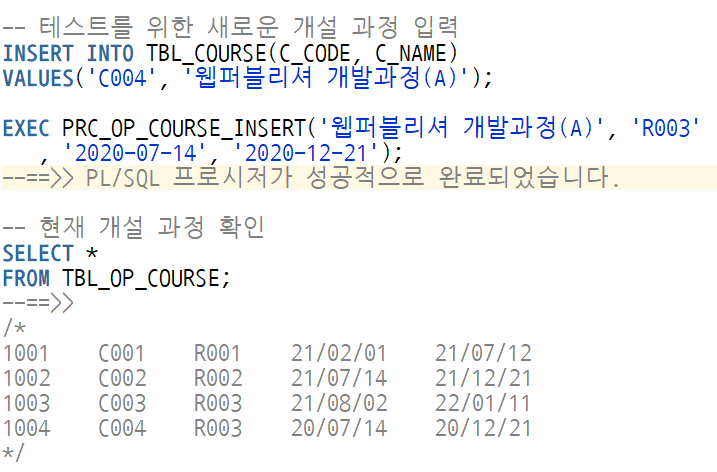 -- 테스트를 위한 새로운 개설 과정 입력
INSERT INTO TBL_COURSE(C_CODE, C_NAME)
VALUES('C004', '웹퍼블리셔 개발과정(A)');
EXEC PRC_OP_COURSE_INSERT('웹퍼블리셔 개발과정(A)', 'R003'
, '2020-07-14', '2020-12-21');
--==>> PL/SQL 프로시저가 성공적으로 완료되었습니다.
-- 현재 개설 과정 확인
SELECT *
FROM TBL_OP_COURSE;
--==>>
/*
1001 C001 R001 21/02/01 21/07/12
1002 C002 R002 21/07/14 21/12/21
1003 C003 R003 21/08/02 22/01/11
1004 C004 R003 20/07/14 20/12/21
*/